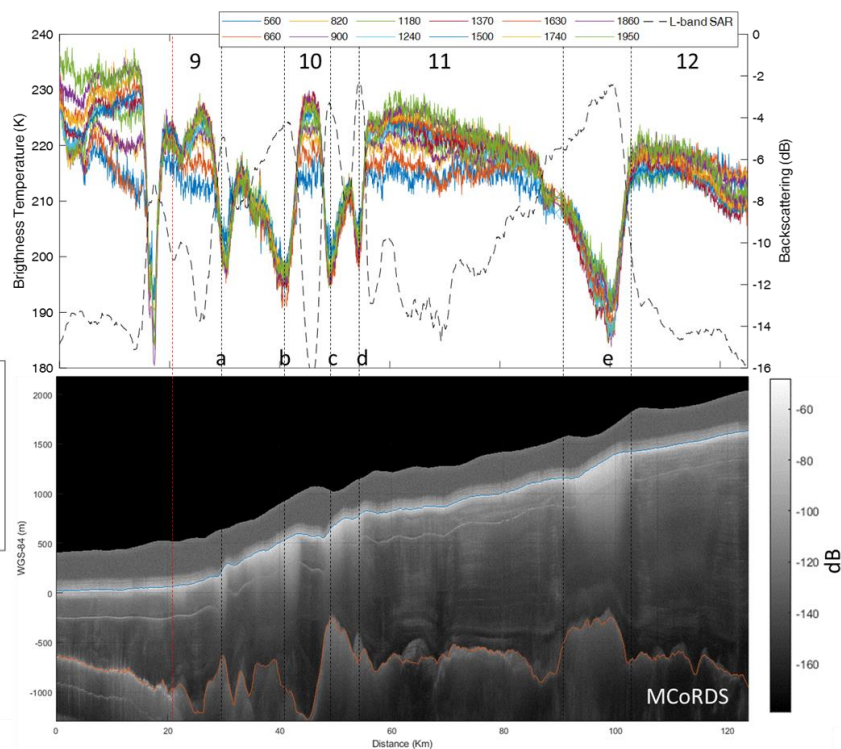 560 820 1180 1370 1630 1860 L-band SAR
660 900 1240 1500 1740 1950
240 0
230 -2
220 -4
210 -6
200 -8
190 -10
180 -12
-14
-16
Brigthness Temperature (K)
Backscattering (dB)
9 10 11 12
a b c d e
2000
1500
1000
500
0
-500
-1000
WGS-84 (m)
0 20 40 60 80 100 120
Distance (Km)
MCoRDS
-60
-80
-100
-120
-140
-160
dB